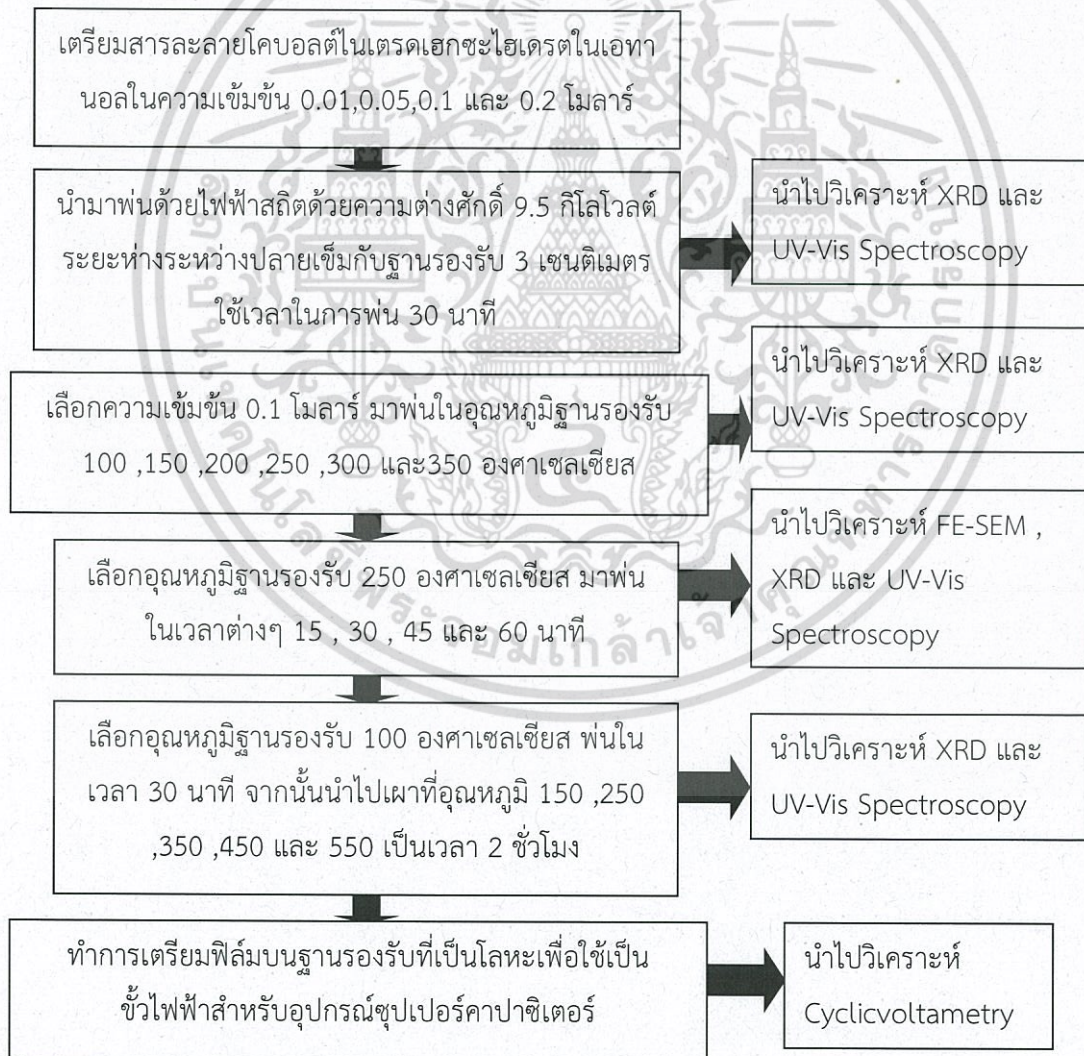 เตรียมสารละลายโคบอลต์ไนเตรดเฮกซะไฮเดรตในเอทา
นอลในความเข้มข้น 0.01,0.05,0.1 และ 0.2 โมลาร์
นำมาพ่นด้วยไฟฟ้าสถิตด้วยความต่างศักดิ์ 9.5 กิโลโวลต์
ระยะห่างระหว่างปลายเข็มกับฐานรองรับ 3 เซนติเมตร
ใช้เวลาในการพ่น 30 นาที
นำไปวิเคราะห์ XRD และ
UV-Vis Spectroscopy
เลือกความเข้มข้น 0.1 โมลาร์ มาพ่นในอุณหภูมิฐานรองรับ
100 ,150 ,200 ,250 ,300 และ350 องศาเซลเซียส
นำไปวิเคราะห์ XRD และ
UV-Vis Spectroscopy
เลือกอุณหภูมิฐานรองรับ 250 องศาเซลเซียส มาพ่น
ในเวลาต่างๆ 15 , 30 , 45 และ 60 นาที
นำไปวิเคราะห์ FE-SEM ,
XRD และ UV-Vis
Spectroscopy
เลือกอุณหภูมิฐานรองรับ 100 องศาเซลเซียส พ่นใน
เวลา 30 นาที จากนั้นนำไปเผาที่อุณหภูมิ 150 ,250
,350 ,450 และ 550 เป็นเวลา 2 ชั่วโมง
นำไปวิเคราะห์ XRD และ
UV-Vis Spectroscopy
ทำการเตรียมฟิล์มบนฐานรองรับที่เป็นโลหะเพื่อใช้เป็น
ขั้วไฟฟ้าสำหรับอุปกรณ์ซุปเปอร์คาปาซิเตอร์
นำไปวิเคราะห์
Cyclicvoltametry
พระจอมเกล้าเจ้าคุณทหาร